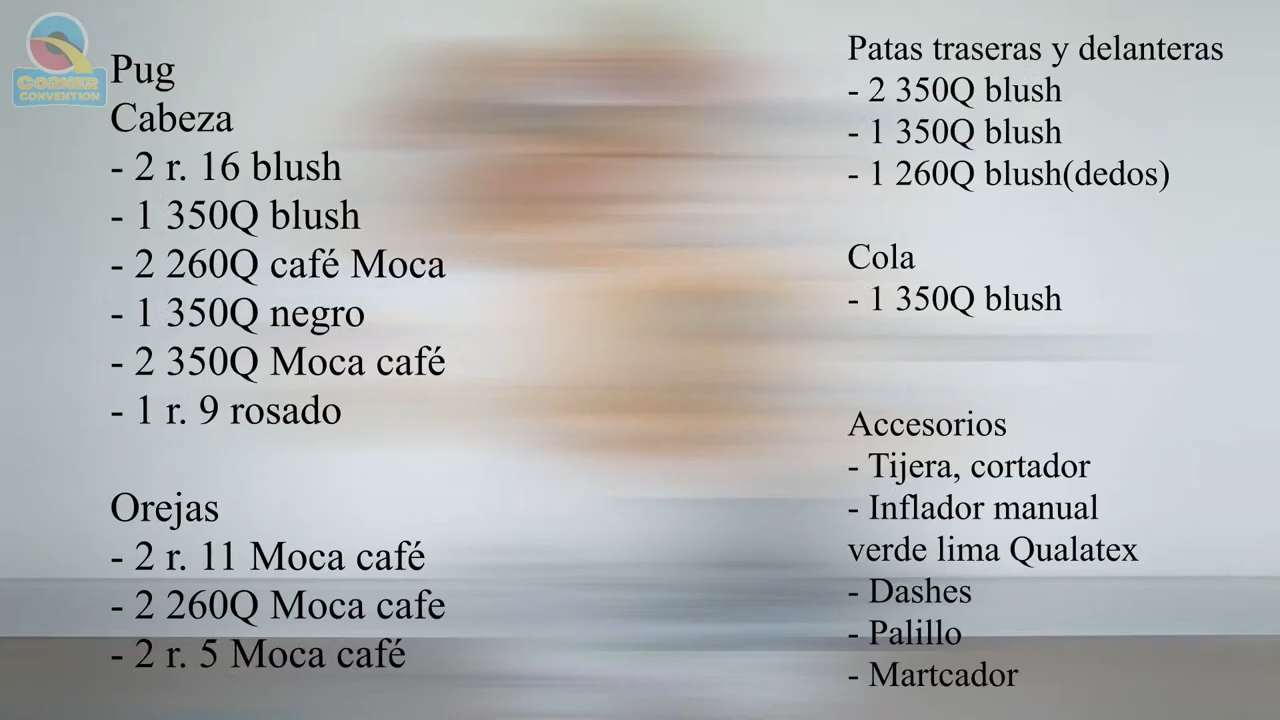 CORNER
CONVENTION
Pug
Cabeza
- 2 r. 16 blush
- 1 350Q blush
- 2 260Q café Moca
- 1 350Q negro
- 2 350Q Moca café
- 1 r. 9 rosado
Orejas
- 2 r. 11 Moca café
- 2 260Q Moca cafe
- 2 r. 5 Moca café
Patas traseras y delanteras
- 2 350Q blush
- 1 350Q blush
- 1 260Q blush(dedos)
Cola
- 1 350Q blush
Accesorios
- Tijera, cortador
- Inflador manual
verde lima Qualatex
- Dashes
- Palillo
- Martcador